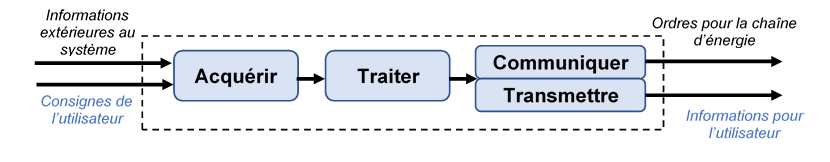 Informations
extérieures au
système
Consignes de
l'utilisateur
Acquérir
Traiter
Communiquer
Transmettre
Ordres pour la chaîne
d'énergie
Informations pour
l'utilisateur